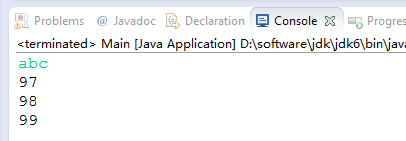 Problems @ Javadoc Declaration Console Progres
<terminated> Main [Java Application] D:\software\jdk\jdk6\bin\java
abc
97
98
99